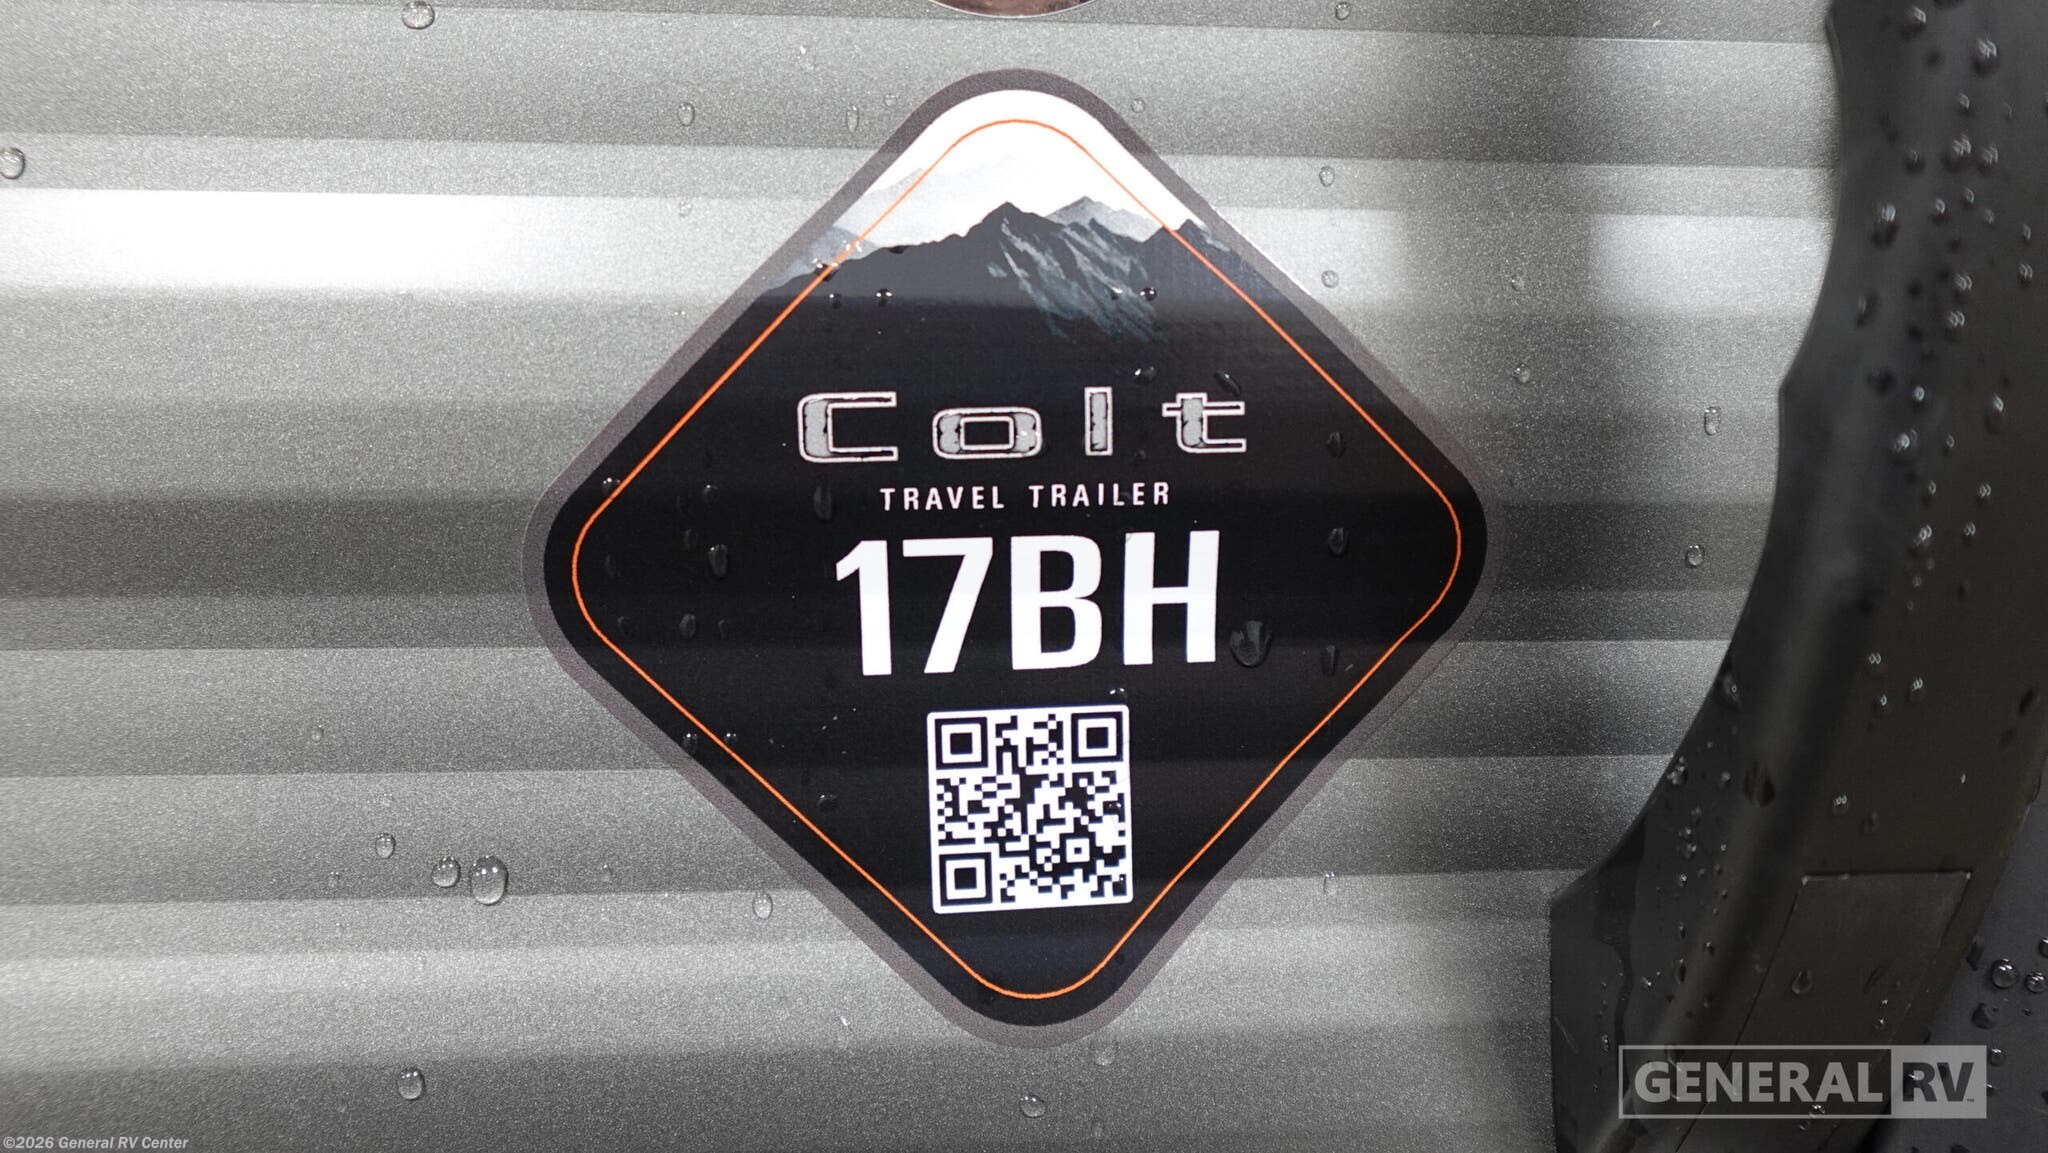 Colt
TRAVEL TRAILER
17BH
GENERAL RV
©2026 General RV Center